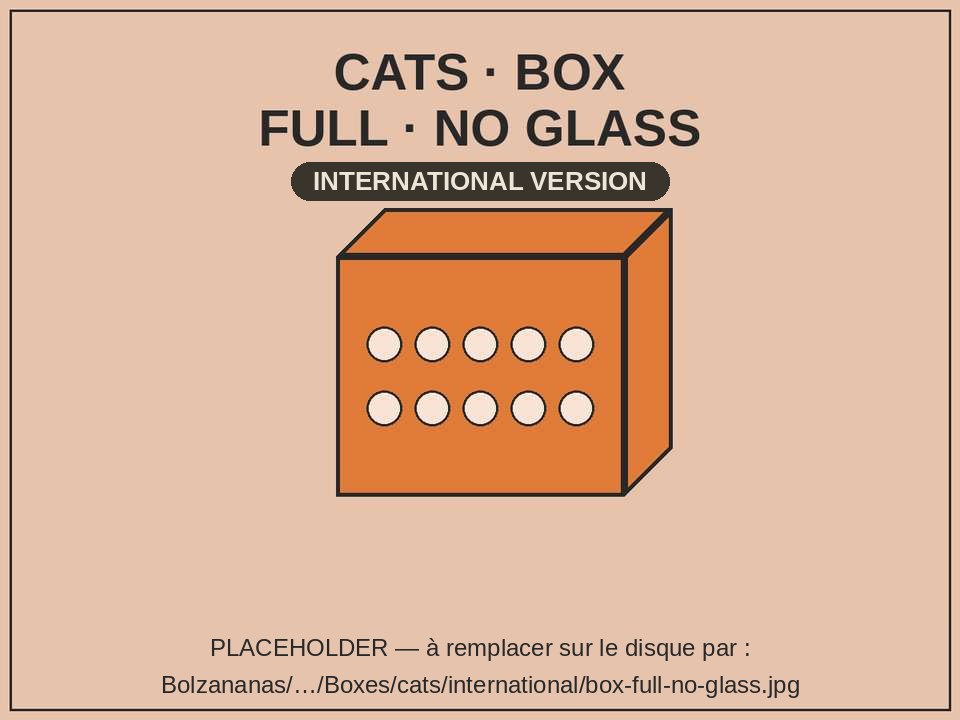 CATS · BOX
FULL · NO GLASS
INTERNATIONAL VERSION
PLACEHOLDER — à remplacer sur le disque par :
Bolzananas/…/Boxes/cats/international/box-full-no-glass.jpg